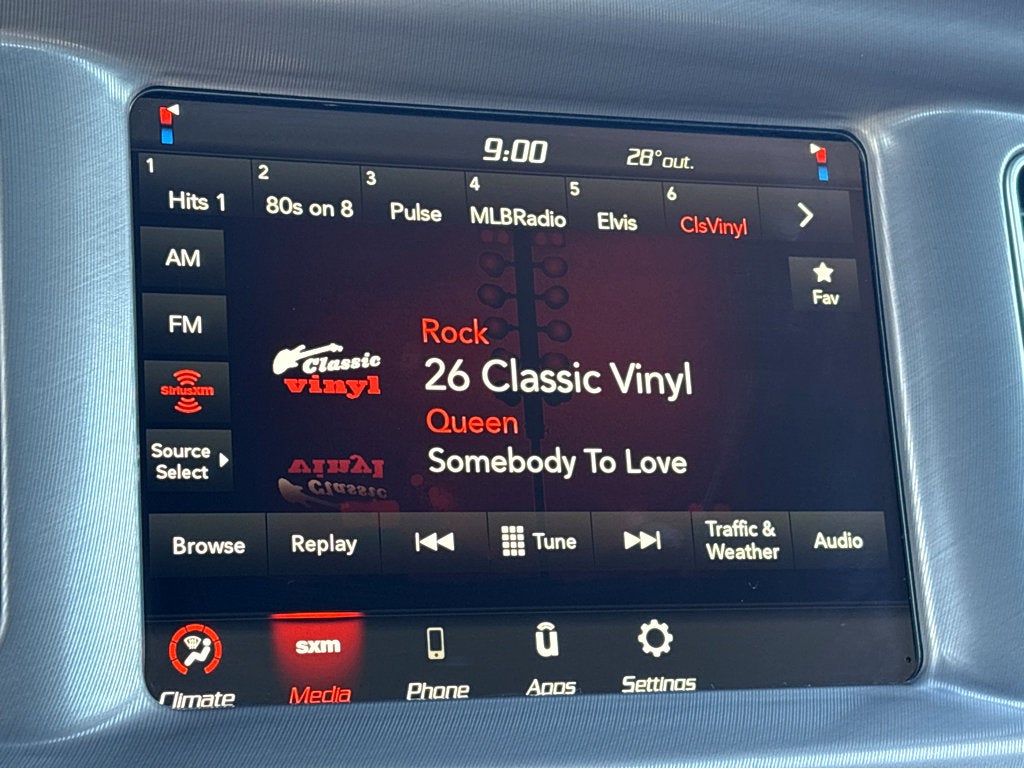 9:00
28°out.
1 Hits 1
2 80s on 8
3 Pulse
4 MLBRadio
5 Elvis
6 ClsVinyl
AM
FM
siriusxm
Source
Select
Fav
Classic
vinyl
Rock
26 Classic Vinyl
Queen
Somebody To Love
Browse
Replay
Tune
Traffic &
Weather
Audio
Climate
sxm
Media
Phone
ū
Apps
Settings